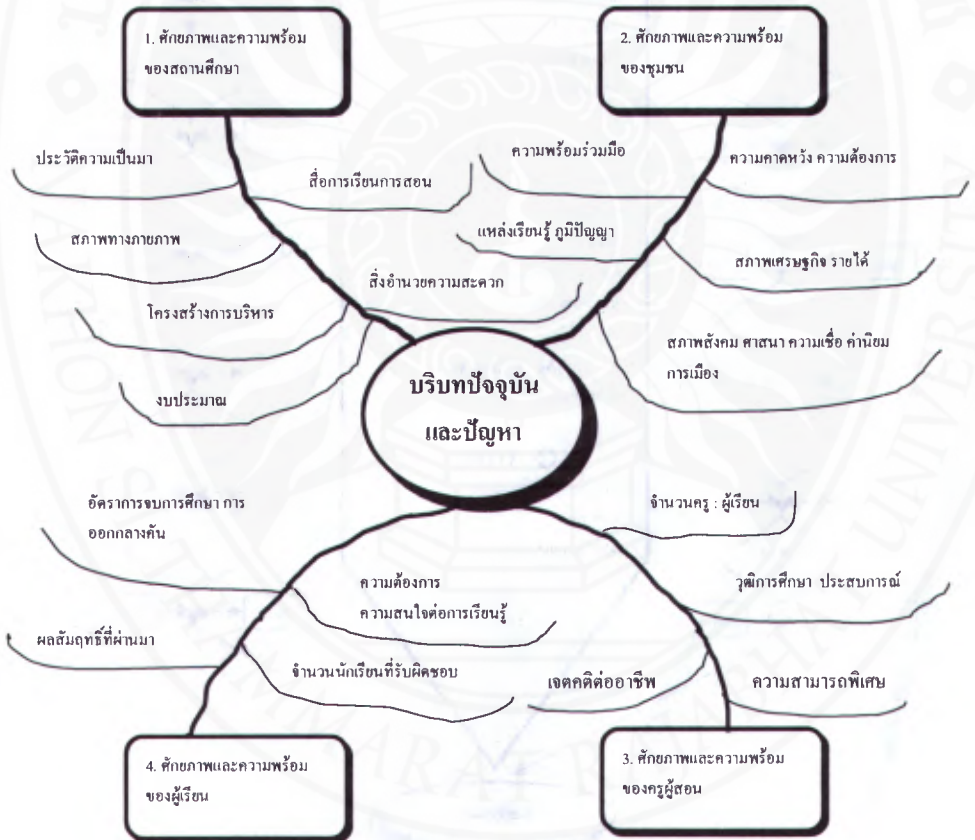 1. ศักยภาพและความพร้อม
ของสถานศึกษา
2. ศักยภาพและความพร้อม
ของชุมชน
ประวัติความเป็นมา
สื่อการเรียนการสอน
สภาพทางภายภาพ
สิ่งอำนวยความสะดวก
โครงสร้างการบริหาร
งบประมาณ
ความพร้อมร่วมมือ
ความคาดหวัง ความต้องการ
แหล่งเรียนรู้ ภูมิปัญญา
สภาพเศรษฐกิจ รายได้
สภาพสังคม ศาสนา ความเชื่อ ค่านิยม
การเมือง
บริบทปัจจุบัน
และปัญหา
อัตราการจบการศึกษา การ
ออกกลางคัน
ความต้องการ
ความสนใจต่อการเรียนรู้
ผลสัมฤทธิ์ที่ผ่านมา
จำนวนนักเรียนที่รับผิดชอบ
จำนวนครู : ผู้เรียน
วุฒิการศึกษา ประสบการณ์
เจตคติต่ออาชีพ
ความสามารถพิเศษ
4. ศักยภาพและความพร้อม
ของผู้เรียน
3. ศักยภาพและความพร้อม
ของครูผู้สอน
UNIVERSITY